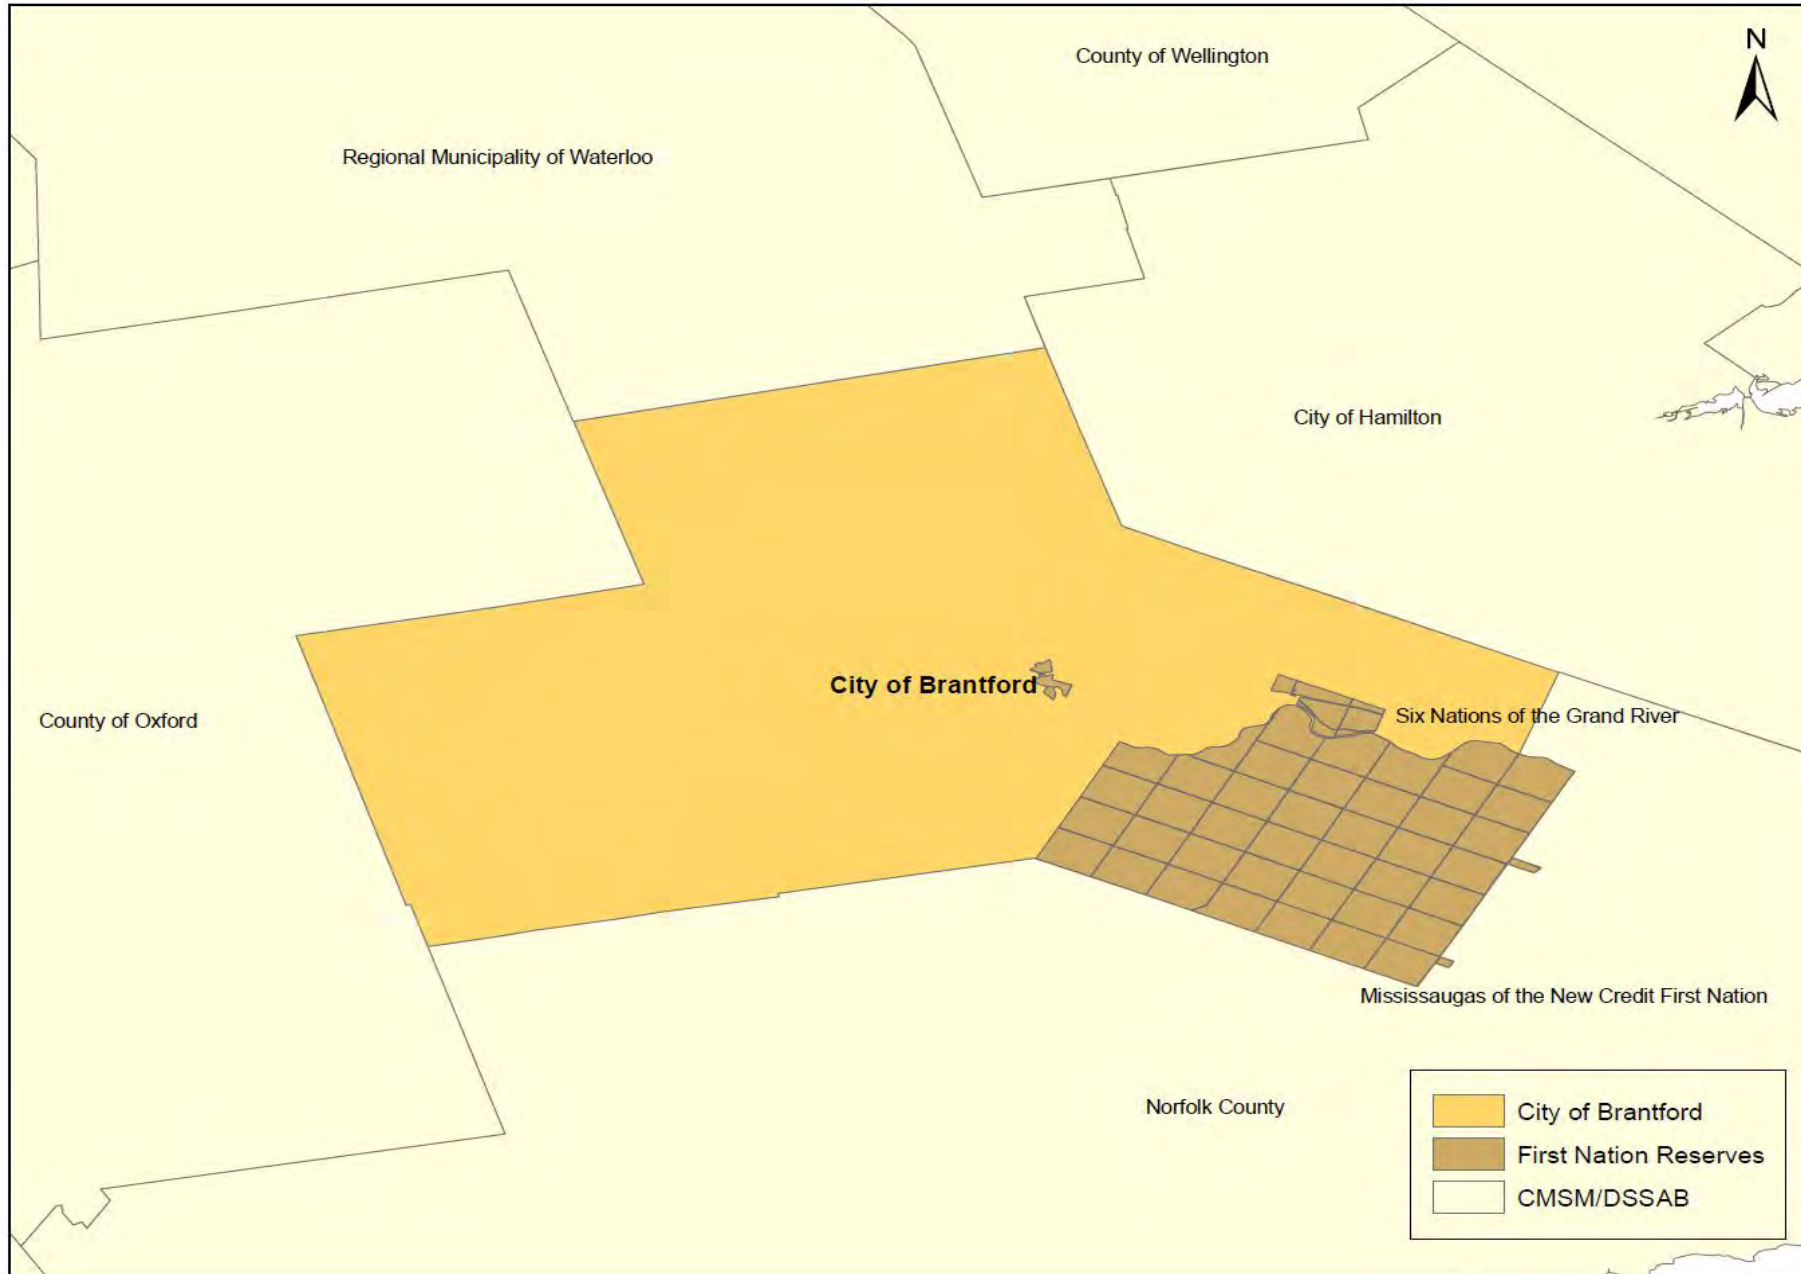 County of Wellington
N
Regional Municipality of Waterloo
City of Hamilton
City of Brantford
County of Oxford
Six Nations of the Grand River
Mississaugas of the New Credit First Nation
Norfolk County
City of Brantford
First Nation Reserves
CMSM/DSSAB